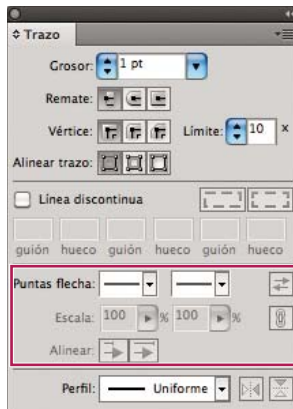 Trazo
Grosor: 1 pt
Remate:
Vértice: Límite: 10 x
Alinear trazo:
Línea discontinua
guión hueco guión hueco guión hueco
Puntas flecha:
Escala: 100 % 100 %
Alinear:
Perfil: Uniforme